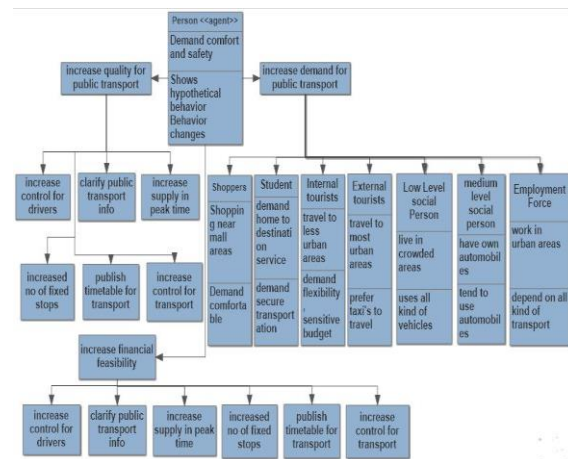 Person <<agent>>
Demand comfort
and safety
Shows
hypothetical
behavior
Behavior
changes
increase quality for
public transport
increase demand for
public transport
increase
control for
drivers
clarify public
transport
info
increase
supply in
peak time
increased
no of fixed
stops
publish
timetable for
transport
increase
control for
transport
Shoppers
Shoppin
g near
mall
areas
Demand
comforta
ble
Student
demand
home to
destinati
on
service
demand
secure
transport
ation
Internal
tourists
travel to
less
urban
areas
demand
flexibility
,
sensitive
budget
External
tourists
travel to
most
urban
areas
prefer
taxi's to
travel
Low Level
social
Person
live in
crowded
areas
uses all
kind of
vehicles
medium
level
social
person
have own
automobil
es
tend to
use
automobil
es
Employment
Force
work in
urban areas
depend on all
kind of
transport
increase financial
feasibility
increase
control for
drivers
clarify public
transport
info
increase
supply in peak
time
increased
no of fixed
stops
publish
timetable for
transport
increase
control for
transport